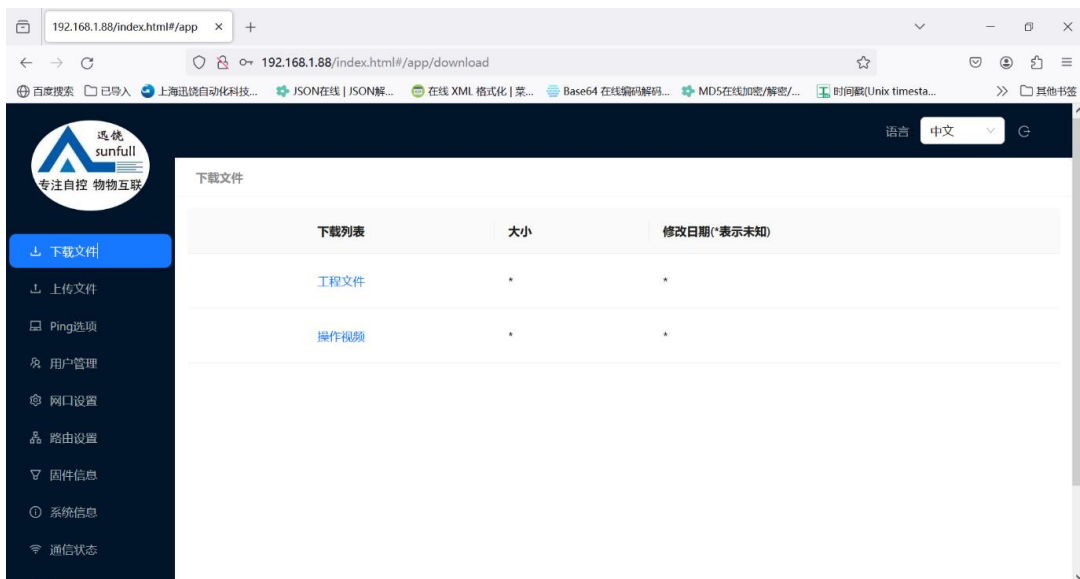 192.168.1.88/index.html#/app
192.168.1.88/index.html#/app/download
百度搜索 已导入 上海迅饶自动化科技... JSON在线 | JSON解... 在线 XML 格式化 | 菜... Base64 在线编码解码... MD5在线加密/解密/... 时间戳(Unix timesta... 其他书签
迅饶
sunfull
专注自控 物物互联
语言 中文
下载文件
下载列表 大小 修改日期(*表示未知)
工程文件 * *
操作视频 * *
下载文件
上传文件
Ping选项
用户管理
网口设置
路由设置
固件信息
系统信息
通信状态